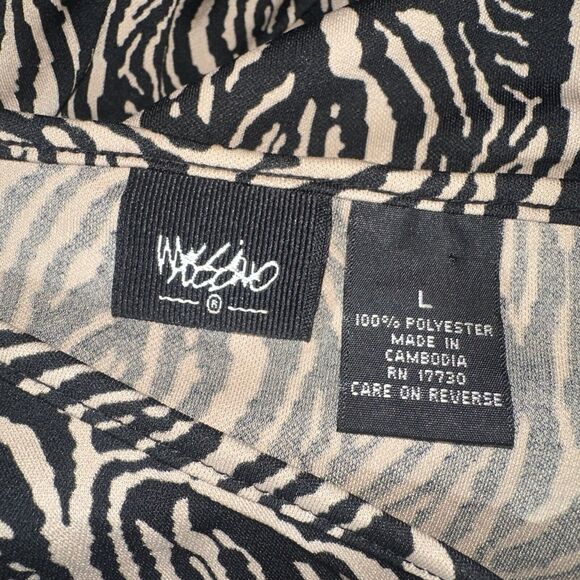 Mossimo
®
L
100% POLYESTER
MADE IN
CAMBODIA
RN 17730
CARE ON REVERSE